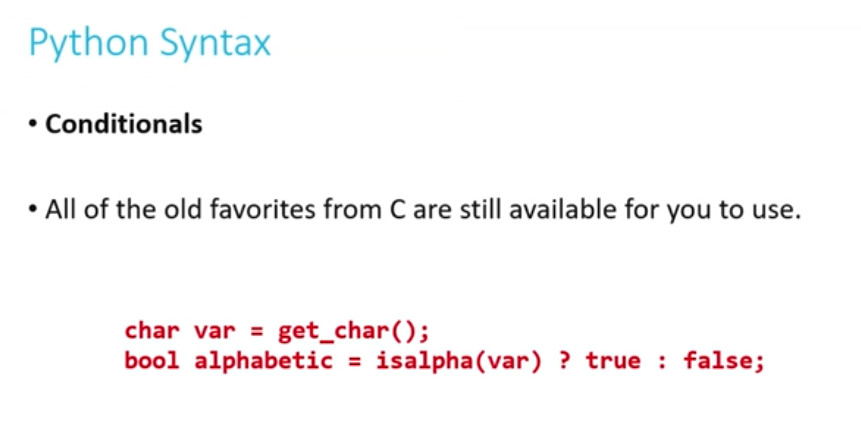 Python Syntax
• Conditionals
• All of the old favorites from C are still available for you to use.
char var = get_char();
bool alphabetic = isalpha(var) ? true : false;